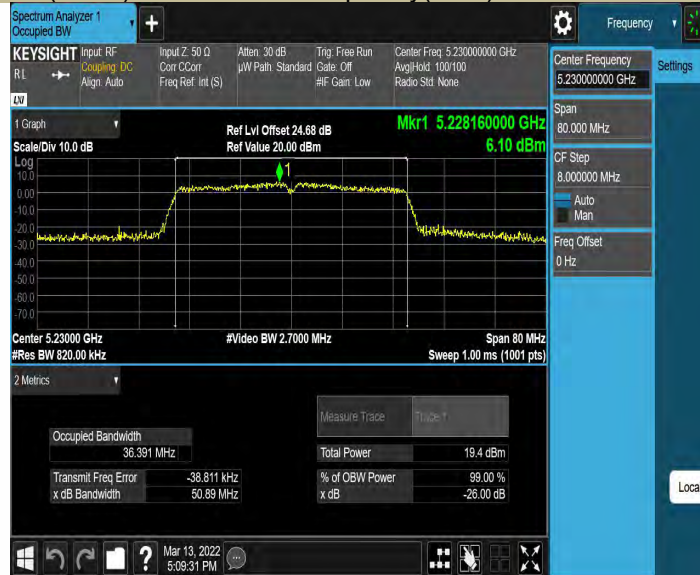 Spectrum Analyzer 1
Occupied BW
Frequency
KEYSIGHT
RL
LXI
Input: RF
Coupling: DC
Align: Auto
Input Z: 50 Ω
Corr CCorr
Freq Ref: Int (S)
Atten: 30 dB
µW Path: Standard
Trig: Free Run
Gate: Off
#IF Gain: Low
Center Freq: 5.230000000 GHz
Avg|Hold: 100/100
Radio Std: None
Center Frequency
5.230000000 GHz
Settings
Span
80.000 MHz
CF Step
8.000000 MHz
Auto
Man
Freq Offset
0 Hz
1 Graph
Scale/Div 10.0 dB
Ref Lvl Offset 24.68 dB
Ref Value 20.00 dBm
Mkr1 5.228160000 GHz
6.10 dBm
Log
10.0
0.00
-10.0
-20.0
-30.0
-40.0
-50.0
-60.0
-70.0
1
Center 5.23000 GHz
#Video BW 2.7000 MHz
Span 80 MHz
#Res BW 820.00 kHz
Sweep 1.00 ms (1001 pts)
2 Metrics
Measure Trace
Occupied Bandwidth
36.391 MHz
Total Power
19.4 dBm
Transmit Freq Error
-38.811 kHz
% of OBW Power
99.00 %
x dB Bandwidth
50.89 MHz
x dB
-26.00 dB
Loca
?
Mar 13, 2022
5:09:31 PM